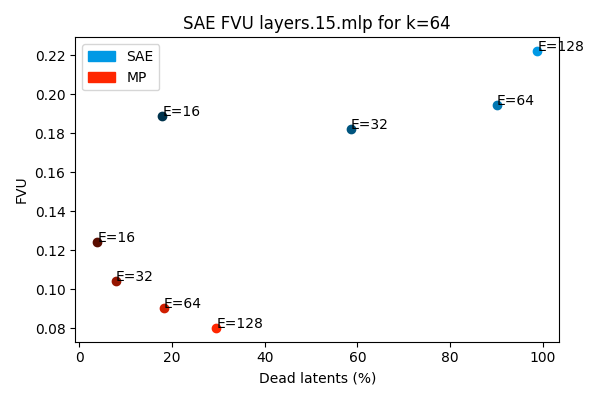 SAE FVU layers.15.mlp for k=64
SAE
MP
E=128
E=64
E=16
E=32
E=16
E=32
E=64
E=128
0.22
0.20
0.18
0.16
0.14
0.12
0.10
0.08
FVU
0
20
40
60
80
100
Dead latents (%)